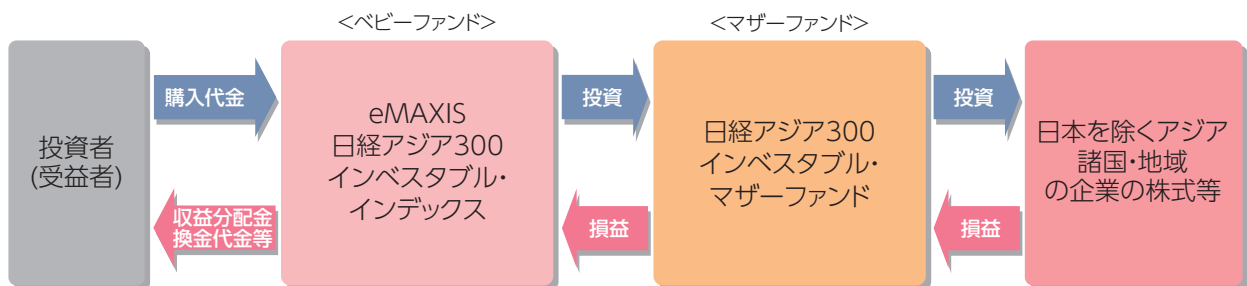 <ベビーファンド>
<マザーファンド>
投資者
(受益者)
購入代金
収益分配金
換金代金等
eMAXIS
日経アジア300
インベスタブル・
インデックス
投資
損益
日経アジア300
インベスタブル・
マザーファンド
投資
損益
日本を除くアジア
諸国・地域
の企業の株式等